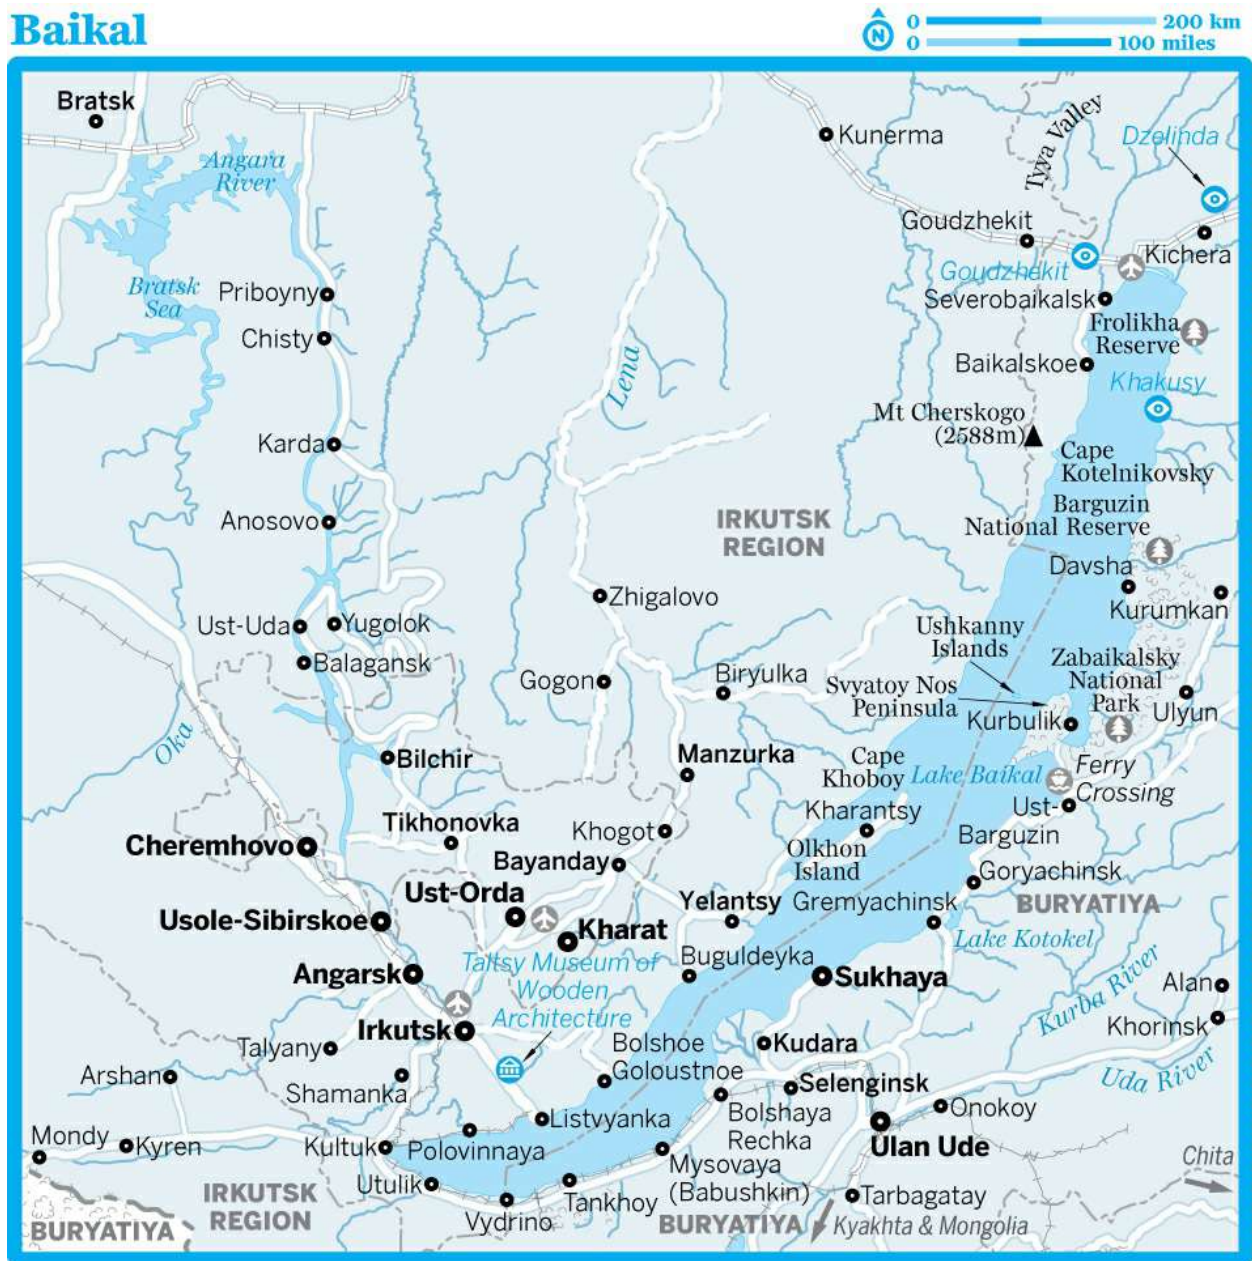 Baikal
0 200 km
0 100 miles
N
Bratsk
Angara
River
Kunerma
Tyya Valley
Dzelinda
Goudzhekit
Kichera
Goudzhekit
Bratsk
Sea
Priboyny
Severobaikalsk
Frolikha
Reserve
Chisty
Baikalskoe
Lena
Khakusy
Mt Cherskogo
(2588m)
Karda
Cape
Kotelnikovsky
Barguzin
National Reserve
Anosovo
IRKUTSK
REGION
Davsha
Zhigalovo
Kurumkan
Ust-Uda
Yugolok
Ushkanny
Islands
Balagansk
Zabaikalsky
National
Park
Gogon
Biryulka
Svyatoy Nos
Peninsula
Kurbulik
Ulyun
Oka
Bilchir
Manzurka
Cape
Khoboy
Lake Baikal
Ferry
Crossing
Ust-
Barguzin
Kharantsy
Tikhonovka
Khogot
Cheremhovo
Bayanday
Olkhon
Island
Goryachinsk
Ust-Orda
Yelantsy
Gremyachinsk
BURYATIYA
Usole-Sibirskoe
Kharat
Lake Kotokel
Taltsy Museum of
Wooden
Architecture
Buguldeyka
Angarsk
Sukhaya
Kurba River
Alan
Irkutsk
Khorinsk
Talyany
Bolshoe
Goloustnoe
Kudara
Arshan
Shamanka
Selenginsk
Uda River
Listvyanka
Bolshaya
Rechka
Onokoy
Mondy
Kyren
Kultuk
Polovinnaya
Ulan Ude
Mysovaya
(Babushkin)
Chita
Utulik
Tankhoy
Tarbagatay
IRKUTSK
REGION
Vydrino
BURYATIYA
BURYATIYA
Kyakhta & Mongolia